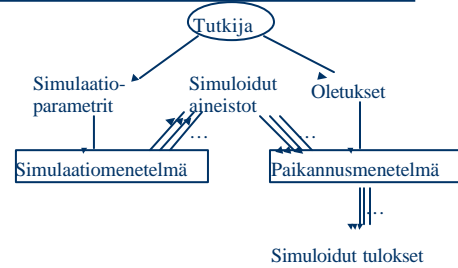 Tutkija
Simulaatio-
parametrit
Simuloidut
aineistot
Oletukset
...
...
Simulaatiomenetelmä
Paikannusmenetelmä
...
Simuloidut tulokset